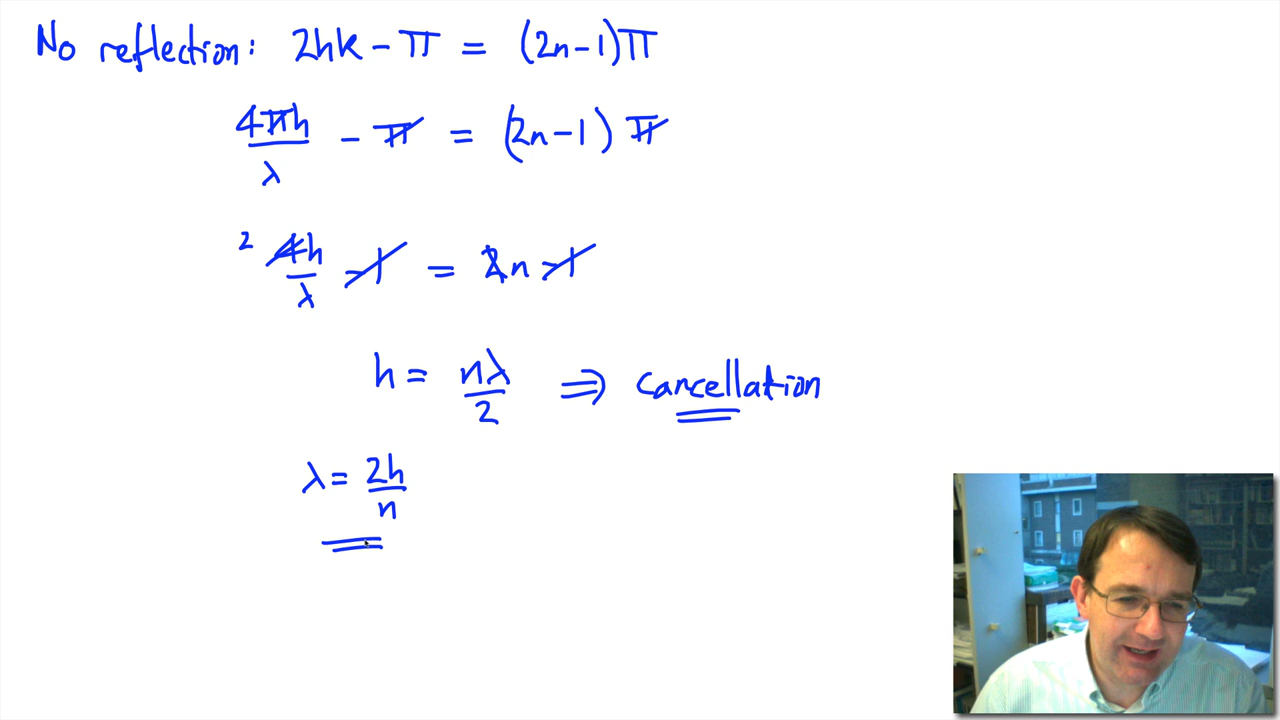 No reflection: 2hk - π = (2n-1)π
4πh/λ - π = (2n-1) π
2 4h/λ - 1 = 2n - 1
h = nλ/2 ⇒ cancellation
λ = 2h/n